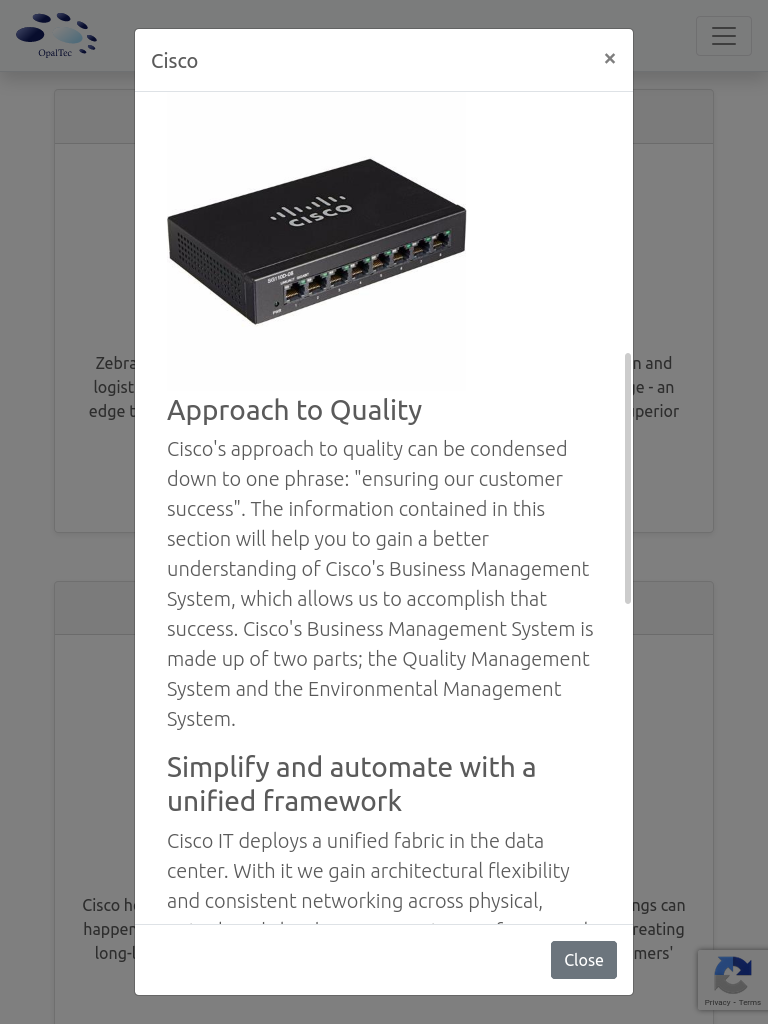 OpalTec
Cisco
×
CISCO
Approach to Quality
Cisco's approach to quality can be condensed
down to one phrase: "ensuring our customer
success". The information contained in this
section will help you to gain a better
understanding of Cisco's Business Management
System, which allows us to accomplish that
success. Cisco's Business Management System is
made up of two parts; the Quality Management
System and the Environmental Management
System.
Simplify and automate with a
unified framework
Cisco IT deploys a unified fabric in the data
center. With it we gain architectural flexibility
and consistent networking across physical,
Close
Zebra
n and
logist
ge - an
edge t
uperior
Cisco h
ngs can
happen
reating
long-l
mers'
Privacy - Terms